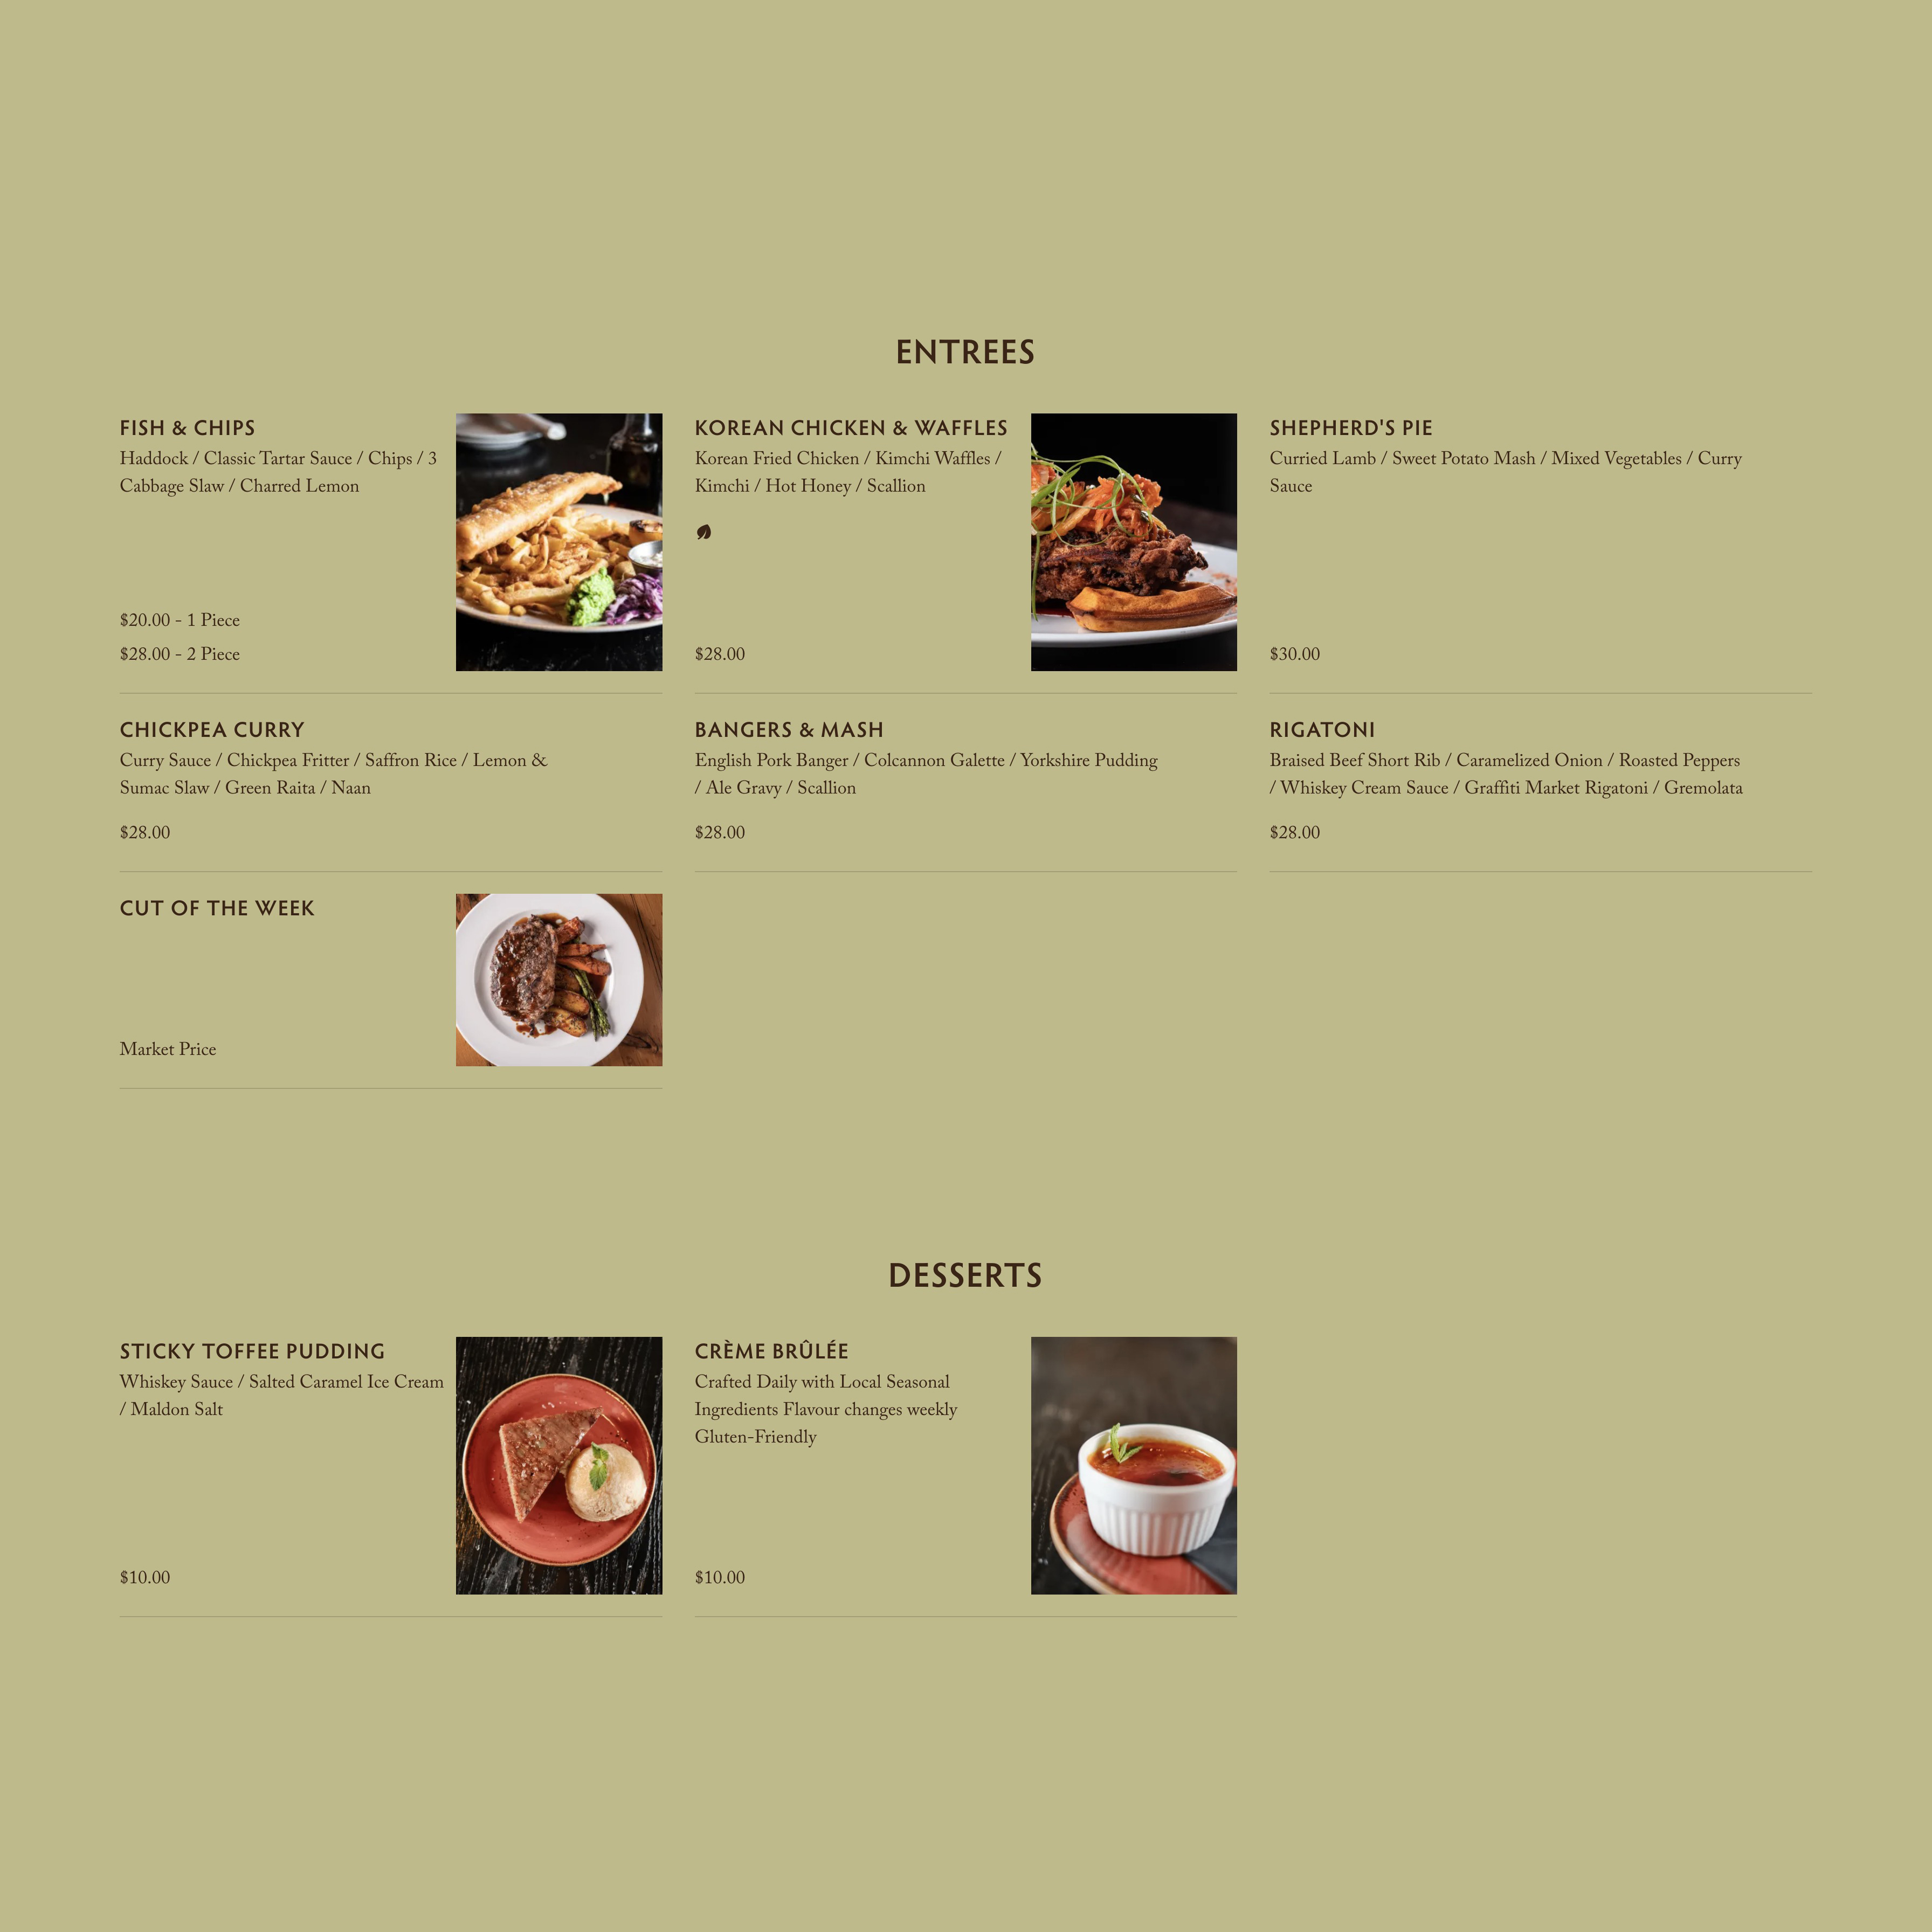 ENTREES
FISH & CHIPS
Haddock / Classic Tartar Sauce / Chips / 3
Cabbage Slaw / Charred Lemon
$20.00 - 1 Piece
$28.00 - 2 Piece
KOREAN CHICKEN & WAFFLES
Korean Fried Chicken / Kimchi Waffles /
Kimchi / Hot Honey / Scallion
$28.00
SHEPHERD'S PIE
Curried Lamb / Sweet Potato Mash / Mixed Vegetables / Curry
Sauce
$30.00
CHICKPEA CURRY
Curry Sauce / Chickpea Fritter / Saffron Rice / Lemon &
Sumac Slaw / Green Raita / Naan
$28.00
BANGERS & MASH
English Pork Banger / Colcannon Galette / Yorkshire Pudding
/ Ale Gravy / Scallion
$28.00
RIGATONI
Braised Beef Short Rib / Caramelized Onion / Roasted Peppers
/ Whiskey Cream Sauce / Graffiti Market Rigatoni / Gremolata
$28.00
CUT OF THE WEEK
Market Price
DESSERTS
STICKY TOFFEE PUDDING
Whiskey Sauce / Salted Caramel Ice Cream
/ Maldon Salt
$10.00
CRÈME BRÛLÉE
Crafted Daily with Local Seasonal
Ingredients Flavour changes weekly
Gluten-Friendly
$10.00